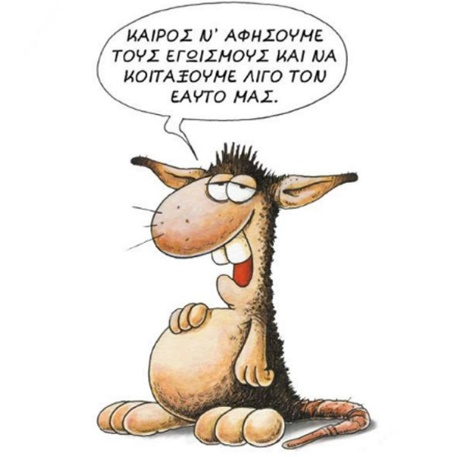 ΚΑΙΡΟΣ Ν' ΑΦΗΣΟΥΜΕ
ΤΟΥΣ ΕΓΩΙΣΜΟΥΣ ΚΑΙ ΝΑ
ΚΟΙΤΑΞΟΥΜΕ ΛΙΓΟ ΤΟΝ
ΕΑΥΤΟ ΜΑΣ.